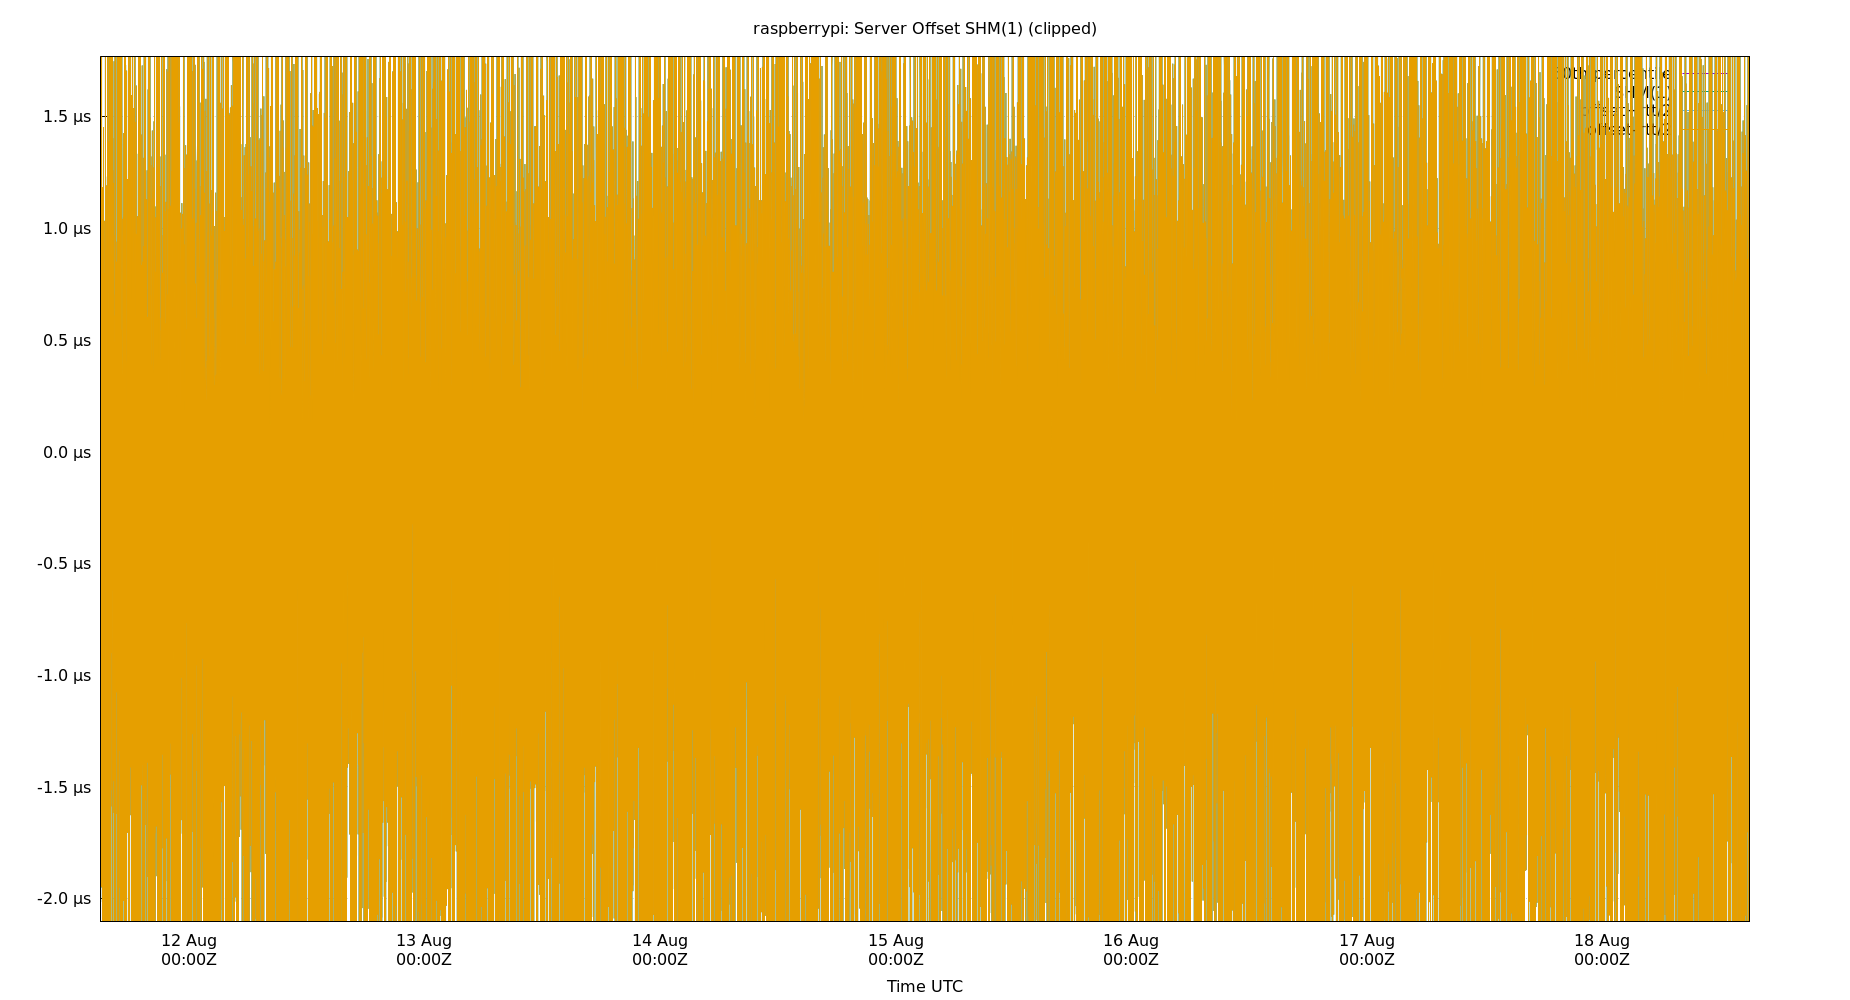 raspberrypi: Server Offset SHM(1) (clipped)
1.5 µs
1.0 µs
0.5 µs
0.0 µs
-0.5 µs
-1.0 µs
-1.5 µs
-2.0 µs
12 Aug 13 Aug 14 Aug 15 Aug 16 Aug 17 Aug 18 Aug
00:00Z 00:00Z 00:00Z 00:00Z 00:00Z 00:00Z 00:00Z
Time UTC